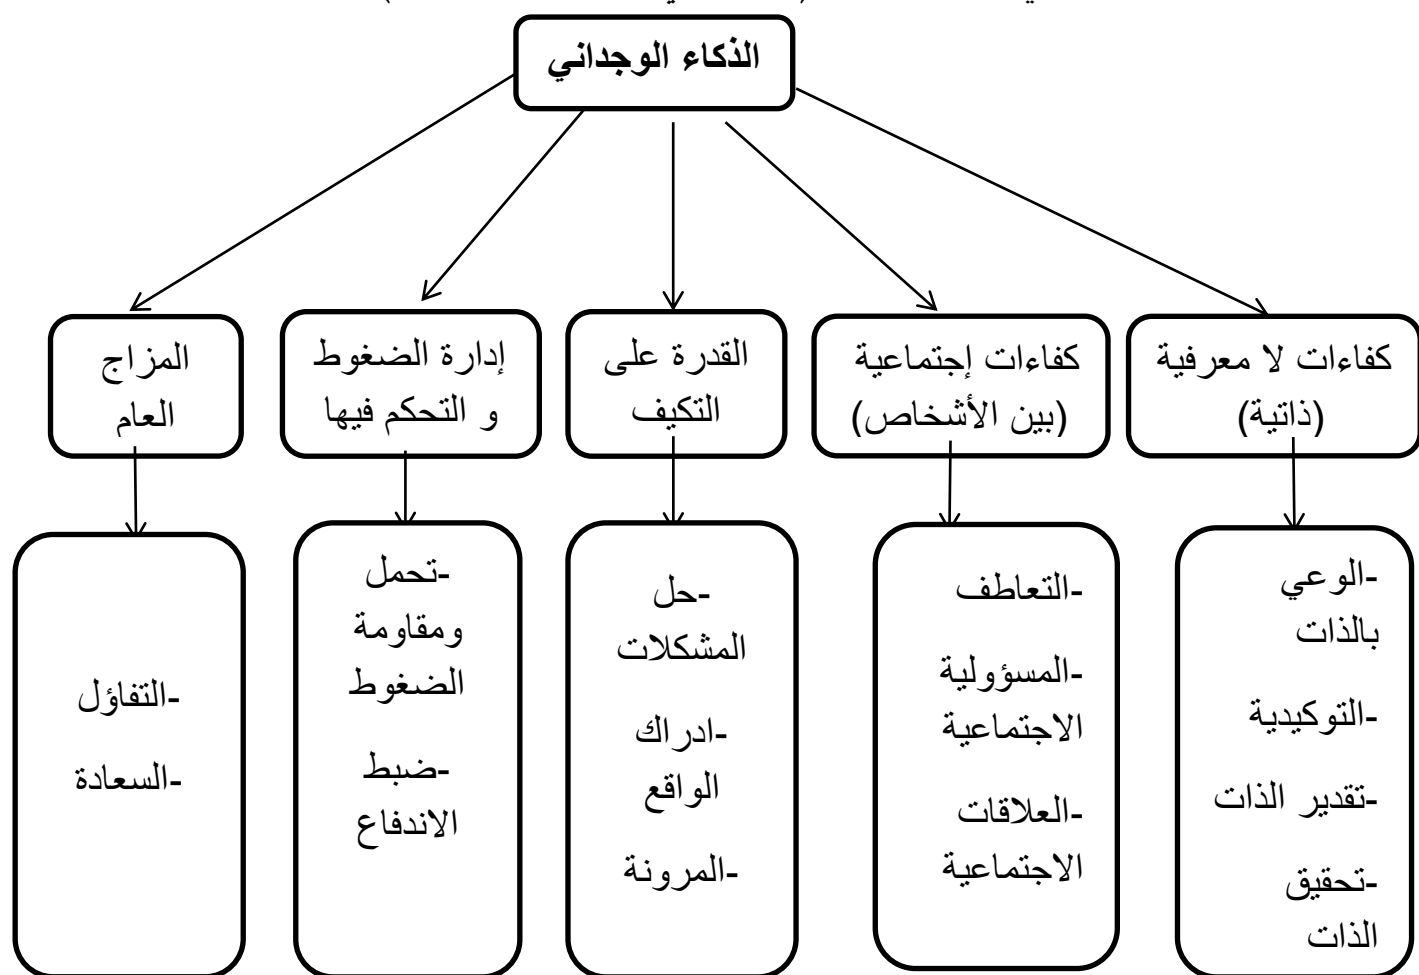 الذكاء الوجداني
كفاءات لا معرفية
(ذاتية)
كفاءات إجتماعية
(بين الأشخاص)
القدرة على
التكيف
إدارة الضغوط
و التحكم فيها
المزاج
العام
-الوعي
بالذات
-التوكيدية
-تقدير الذات
-تحقيق
الذات
-التعاطف
-المسؤولية
الاجتماعية
-العلاقات
الاجتماعية
-حل
المشكلات
-ادراك
الواقع
-المرونة
-تحمل
ومقاومة
الضغوط
-ضبط
الاندفاع
-التفاؤل
-السعادة